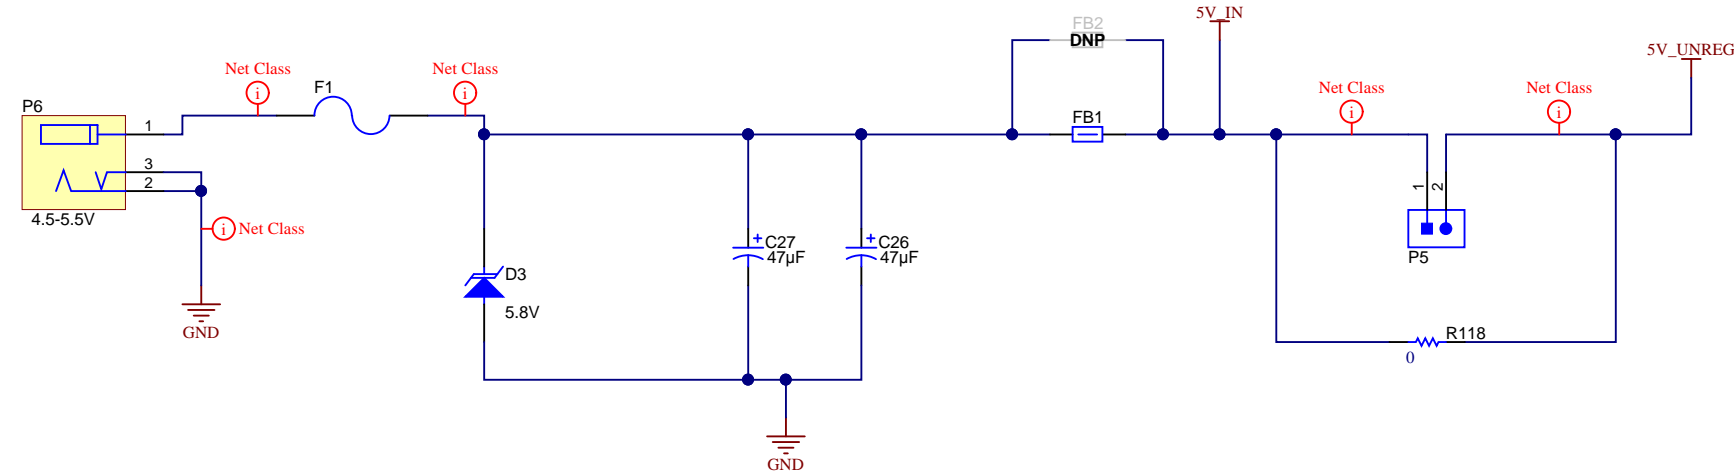 FB2
DNP
5V_IN
5V_UNREG
Net Class
i
Net Class
i
Net Class
i
Net Class
i
P6
F1
FB1
1
3
2
4.5-5.5V
i Net Class
GND
D3
5.8V
+ C27
47µF
+ C26
47µF
GND
1
2
P5
R118
0